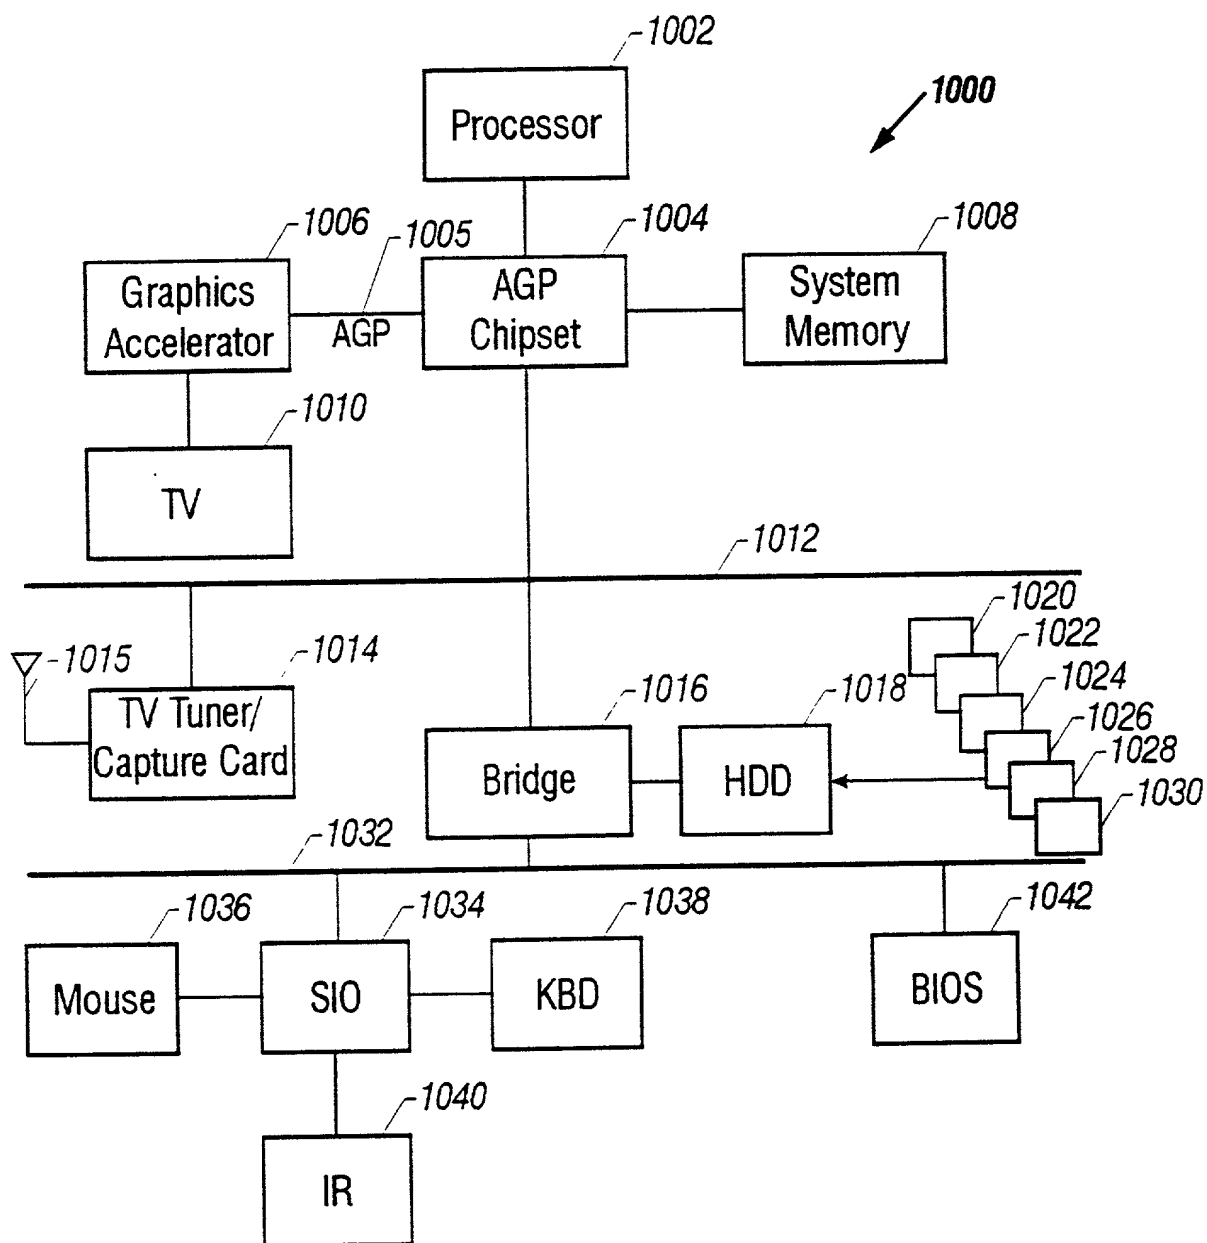 1002
1000
Processor
1006
1005
1004
1008
Graphics
Accelerator
AGP
AGP
Chipset
System
Memory
1010
TV
1012
1020
1022
1024
1026
1028
1030
1015
1014
1016
1018
TV Tuner/
Capture Card
Bridge
HDD
1032
1036
1034
1038
1042
Mouse
SIO
KBD
BIOS
1040
IR